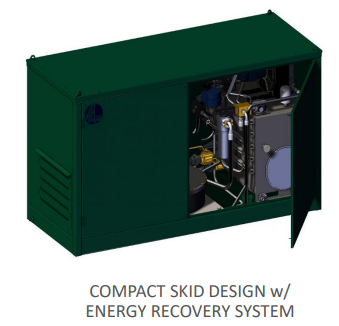 COMPACT SKID DESIGN w/
ENERGY RECOVERY SYSTEM